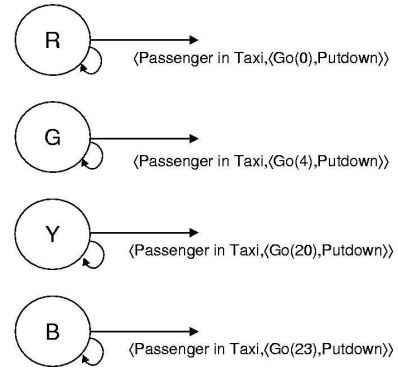 R
⟨Passenger in Taxi,⟨Go(0),Putdown⟩⟩
G
⟨Passenger in Taxi,⟨Go(4),Putdown⟩⟩
Y
⟨Passenger in Taxi,⟨Go(20),Putdown⟩⟩
B
⟨Passenger in Taxi,⟨Go(23),Putdown⟩⟩